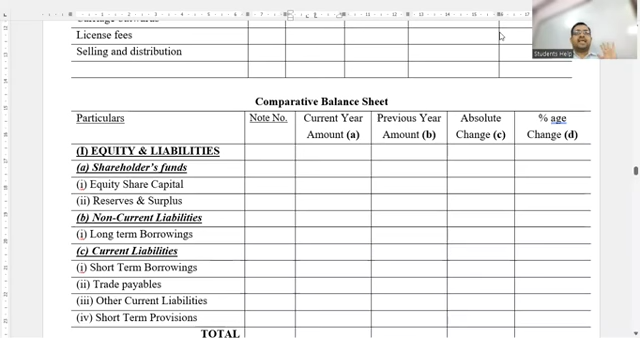 License fees
Selling and distribution
Students Help
Comparative Balance Sheet
Particulars Note No. Current Year Amount (a) Previous Year Amount (b) Absolute Change (c) % age Change (d)
(I) EQUITY & LIABILITIES
(a) Shareholder's funds
(i) Equity Share Capital
(ii) Reserves & Surplus
(b) Non-Current Liabilities
(i) Long term Borrowings
(c) Current Liabilities
(i) Short Term Borrowings
(ii) Trade payables
(iii) Other Current Liabilities
(iv) Short Term Provisions
TOTAL